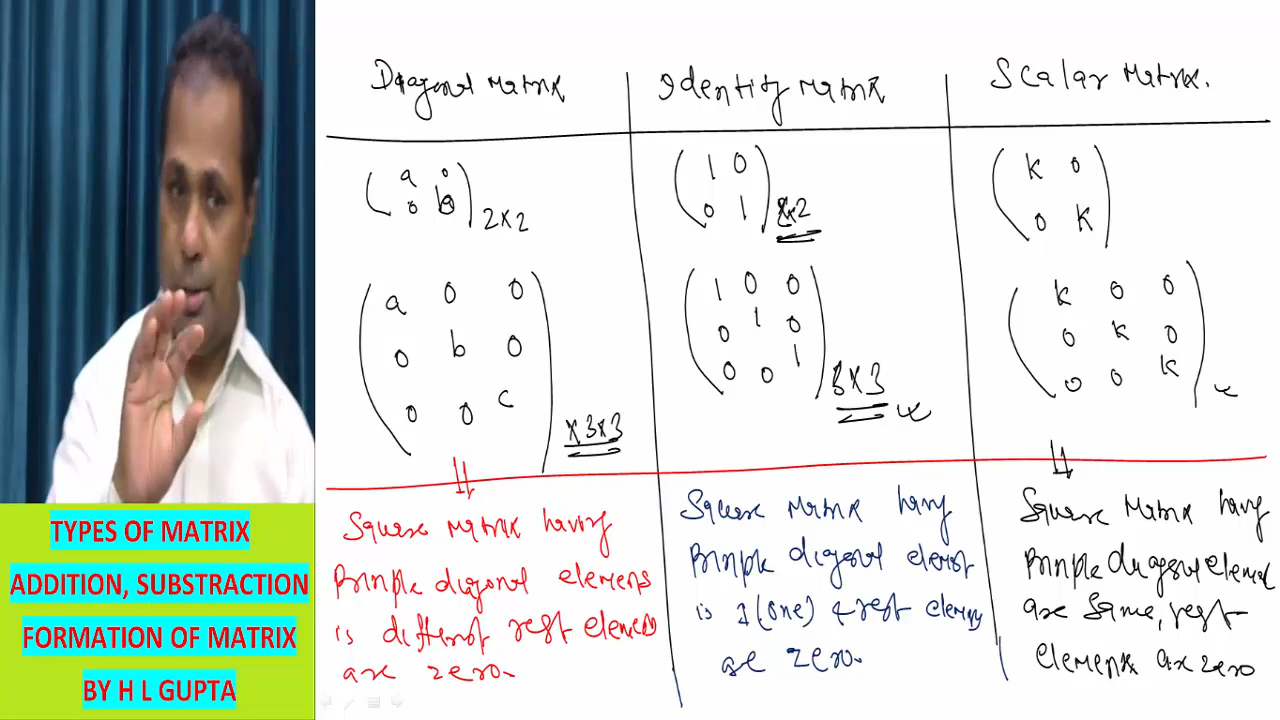 Diagonal Matrix
Identity Matrix
Scalar Matrix.
a 0
0 b
2×2
1 0
0 1
2×2
K 0
0 K
a 0 0
0 b 0
0 0 c
×3×3
1 0 0
0 1 0
0 0 1
3×3
K 0 0
0 K 0
0 0 K
Square Matrix having
diagonal elements
is different rest elements
are zero.
Square Matrix having
diagonal element
is 1 (one) & rest elements
are zero.
Square Matrix having
diagonal element
are same, rest
elements are zero
TYPES OF MATRIX
ADDITION, SUBSTRACTION
FORMATION OF MATRIX
BY H L GUPTA